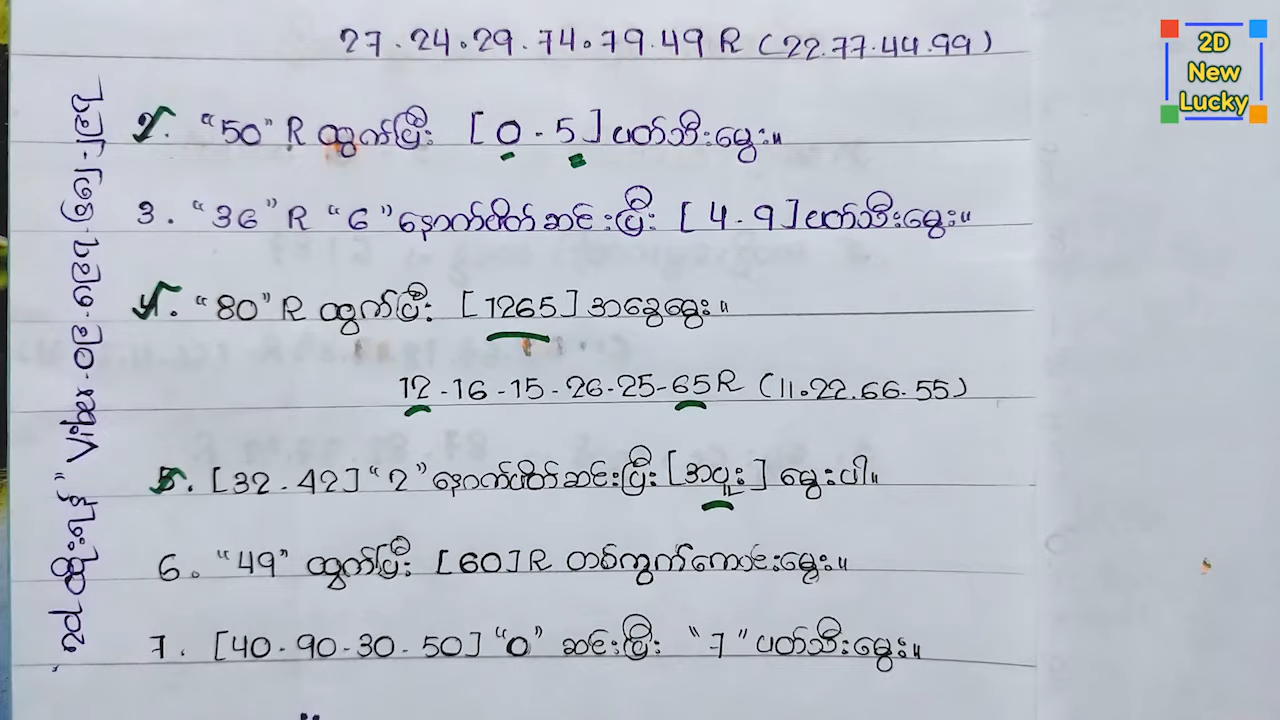 27.24.29.74.79.49 R (22.77.44.99)
2D
New
Lucky
2. "50" R ထွက်ပြီး [0-5] ပတ်သီးမွေး။
3. "36" R "6" နောက်ပိတ်ဆင်းပြီး [4-9] ပတ်သီးမွေး။
4. "80" R ထွက်ပြီး [1265] အခွေမွေး။
12-16-15-26-25-65R (11.22.66.55)
5. [32-42] "2" နောက်ပိတ်ဆင်းပြီး [အပူး] မွေးပါ။
6. "49" ထွက်ပြီး [60] R တစ်ကွက်ကောင်းမွေး။
7. [40-90-30-50] "0" ဆင်းပြီး "7" ပတ်သီးမွေး။